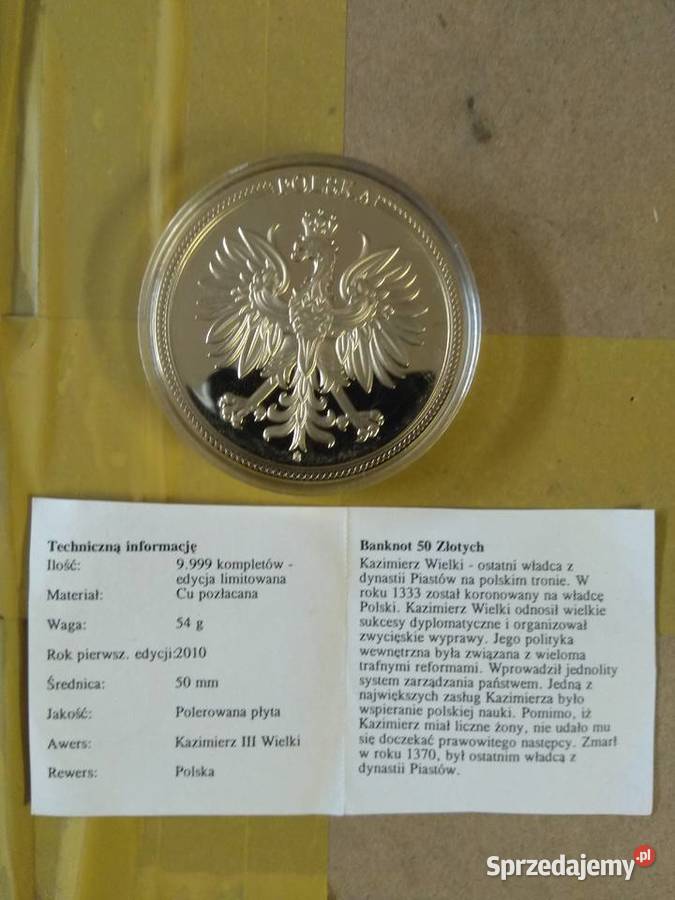 POLSKA
Techniczną informację
Ilość: 9.999 kompletów -
edycja limitowana
Materiał: Cu pozłacana
Waga: 54 g
Rok pierwsz. edycji:2010
Średnica: 50 mm
Jakość: Polerowana płyta
Awers: Kazimierz III Wielki
Rewers: Polska
Banknot 50 Złotych
Kazimierz Wielki - ostatni władca z
dynastii Piastów na polskim tronie. W
roku 1333 został koronowany na władcę
Polski. Kazimierz Wielki odnosił wielkie
sukcesy dyplomatyczne i organizował
zwycięskie wyprawy. Jego polityka
wewnętrzna była związana z wieloma
trafnymi reformami. Wprowadził jednolity
system zarządzania państwem. Jedną z
największych zasług Kazimierza było
wspieranie polskiej nauki. Pomimo, iż
Kazimierz miał liczne żony, nie udało mu
się doczekać prawowitego następcy. Zmarł
w roku 1370, był ostatnim władcą z
dynastii Piastów.
Sprzedajemy.pl